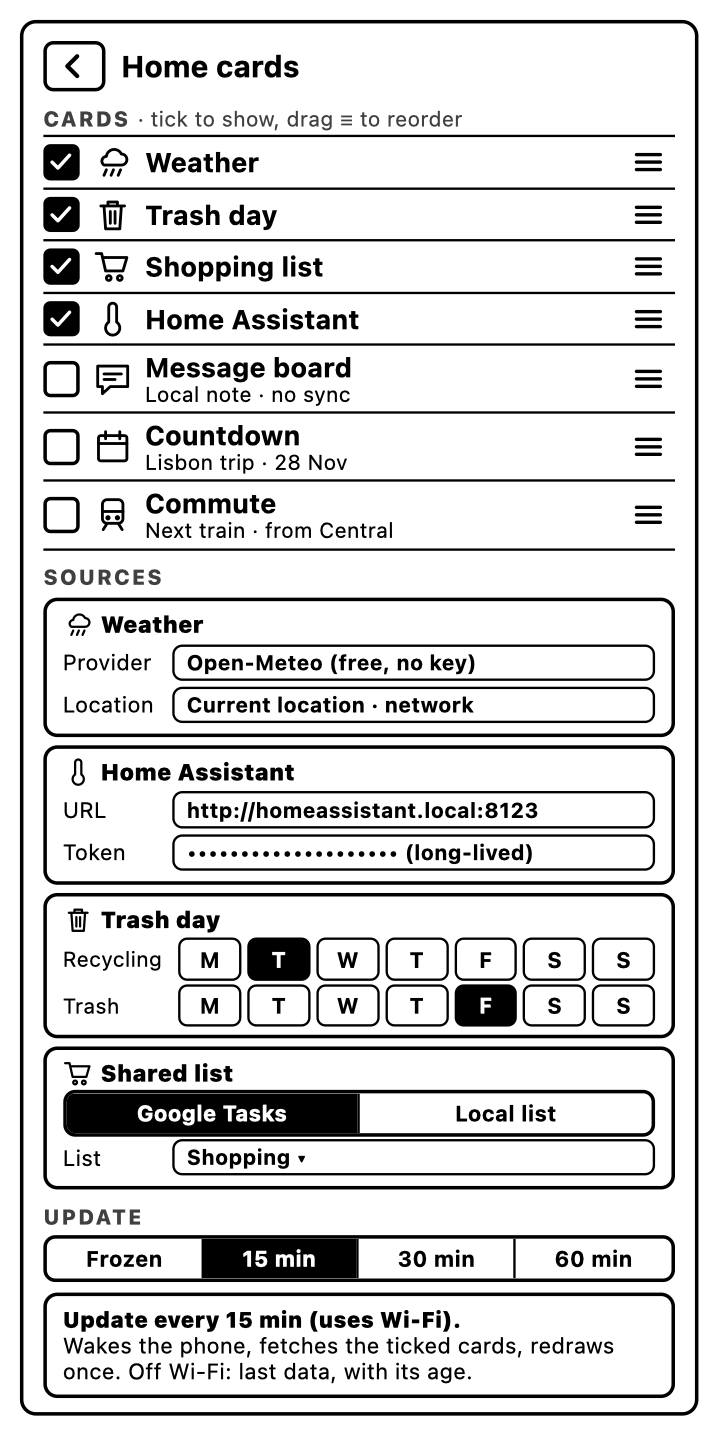 Home cards
CARDS · tick to show, drag ≡ to reorder
Weather
Trash day
Shopping list
Home Assistant
Message board
Local note · no sync
Countdown
Lisbon trip · 28 Nov
Commute
Next train · from Central
SOURCES
Weather
Provider Open-Meteo (free, no key)
Location Current location · network
Home Assistant
URL http://homeassistant.local:8123
Token •••••••••••••••••••• (long-lived)
Trash day
Recycling M T W T F S S
Trash M T W T F S S
Shared list
Google Tasks Local list
List Shopping ▾
UPDATE
Frozen 15 min 30 min 60 min
Update every 15 min (uses Wi-Fi).
Wakes the phone, fetches the ticked cards, redraws
once. Off Wi-Fi: last data, with its age.